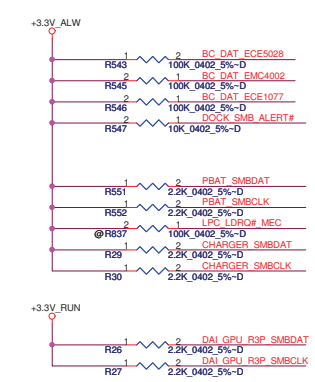 +3.3V_ALW
1 2 BC_DAT_ECE5028
R543 100K_0402_5%~D
2 1 BC_DAT_EMC4002
R545 100K_0402_5%~D
2 1 BC_DAT_ECE1077
R546 100K_0402_5%~D
2 1 DOCK_SMB_ALERT#
R547 10K_0402_5%~D
1 2 PBAT_SMBDAT
R551 2.2K_0402_5%~D
1 2 PBAT_SMBCLK
R552 2.2K_0402_5%~D
2 1 LPC_LDRQ#_MEC
@R837 100K_0402_5%~D
1 2 CHARGER_SMBDAT
R29 2.2K_0402_5%~D
1 2 CHARGER_SMBCLK
R30 2.2K_0402_5%~D
+3.3V_RUN
1 2 DAI_GPU_R3P_SMBDAT
R26 2.2K_0402_5%~D
1 2 DAI_GPU_R3P_SMBCLK
R27 2.2K_0402_5%~D